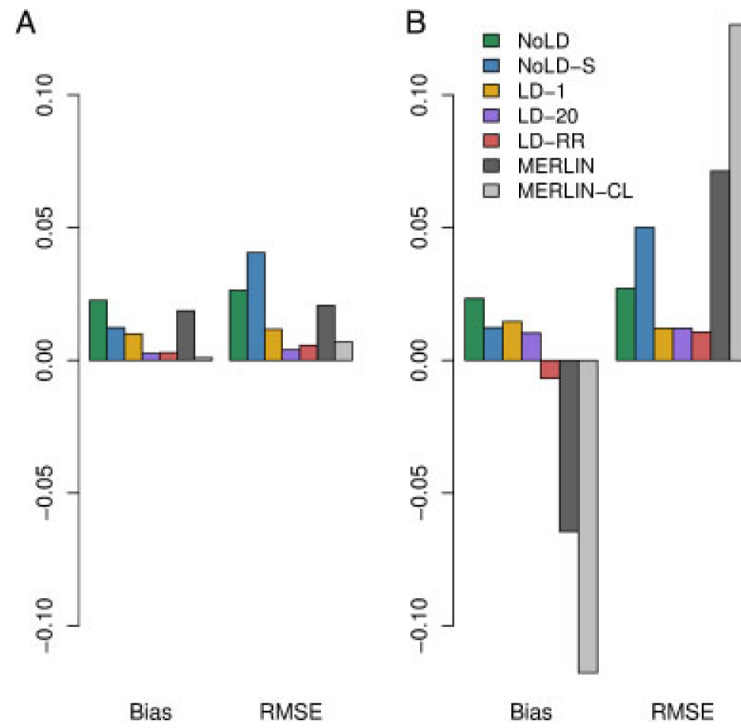 A
0.10
0.05
0.00
−0.05
−0.10
Bias
RMSE
B
NoLD
NoLD−S
LD−1
LD−20
LD−RR
MERLIN
MERLIN−CL
0.10
0.05
0.00
−0.05
−0.10
Bias
RMSE